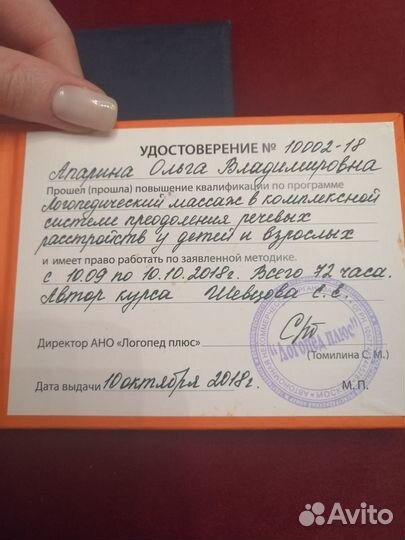 УДОСТОВЕРЕНИЕ № 10002-18
Апарина Ольга Владимировна
Прошел (прошла) повышение квалификации по программе
Логопедический массаж в комплексной
системе преодоления речевых
расстройств у детей и взрослых
и имеет право работать по заявленной методике.
с 10.09 по 10.10.2018г. Всего 72 часа.
Автор курса Шевцова Е.Е.
Директор АНО «Логопед плюс»
(Томилина С.М.)
"ЛОГОПЕД ПЛЮС"
Дата выдачи 10 октября 2018г.
М.П.
Avito